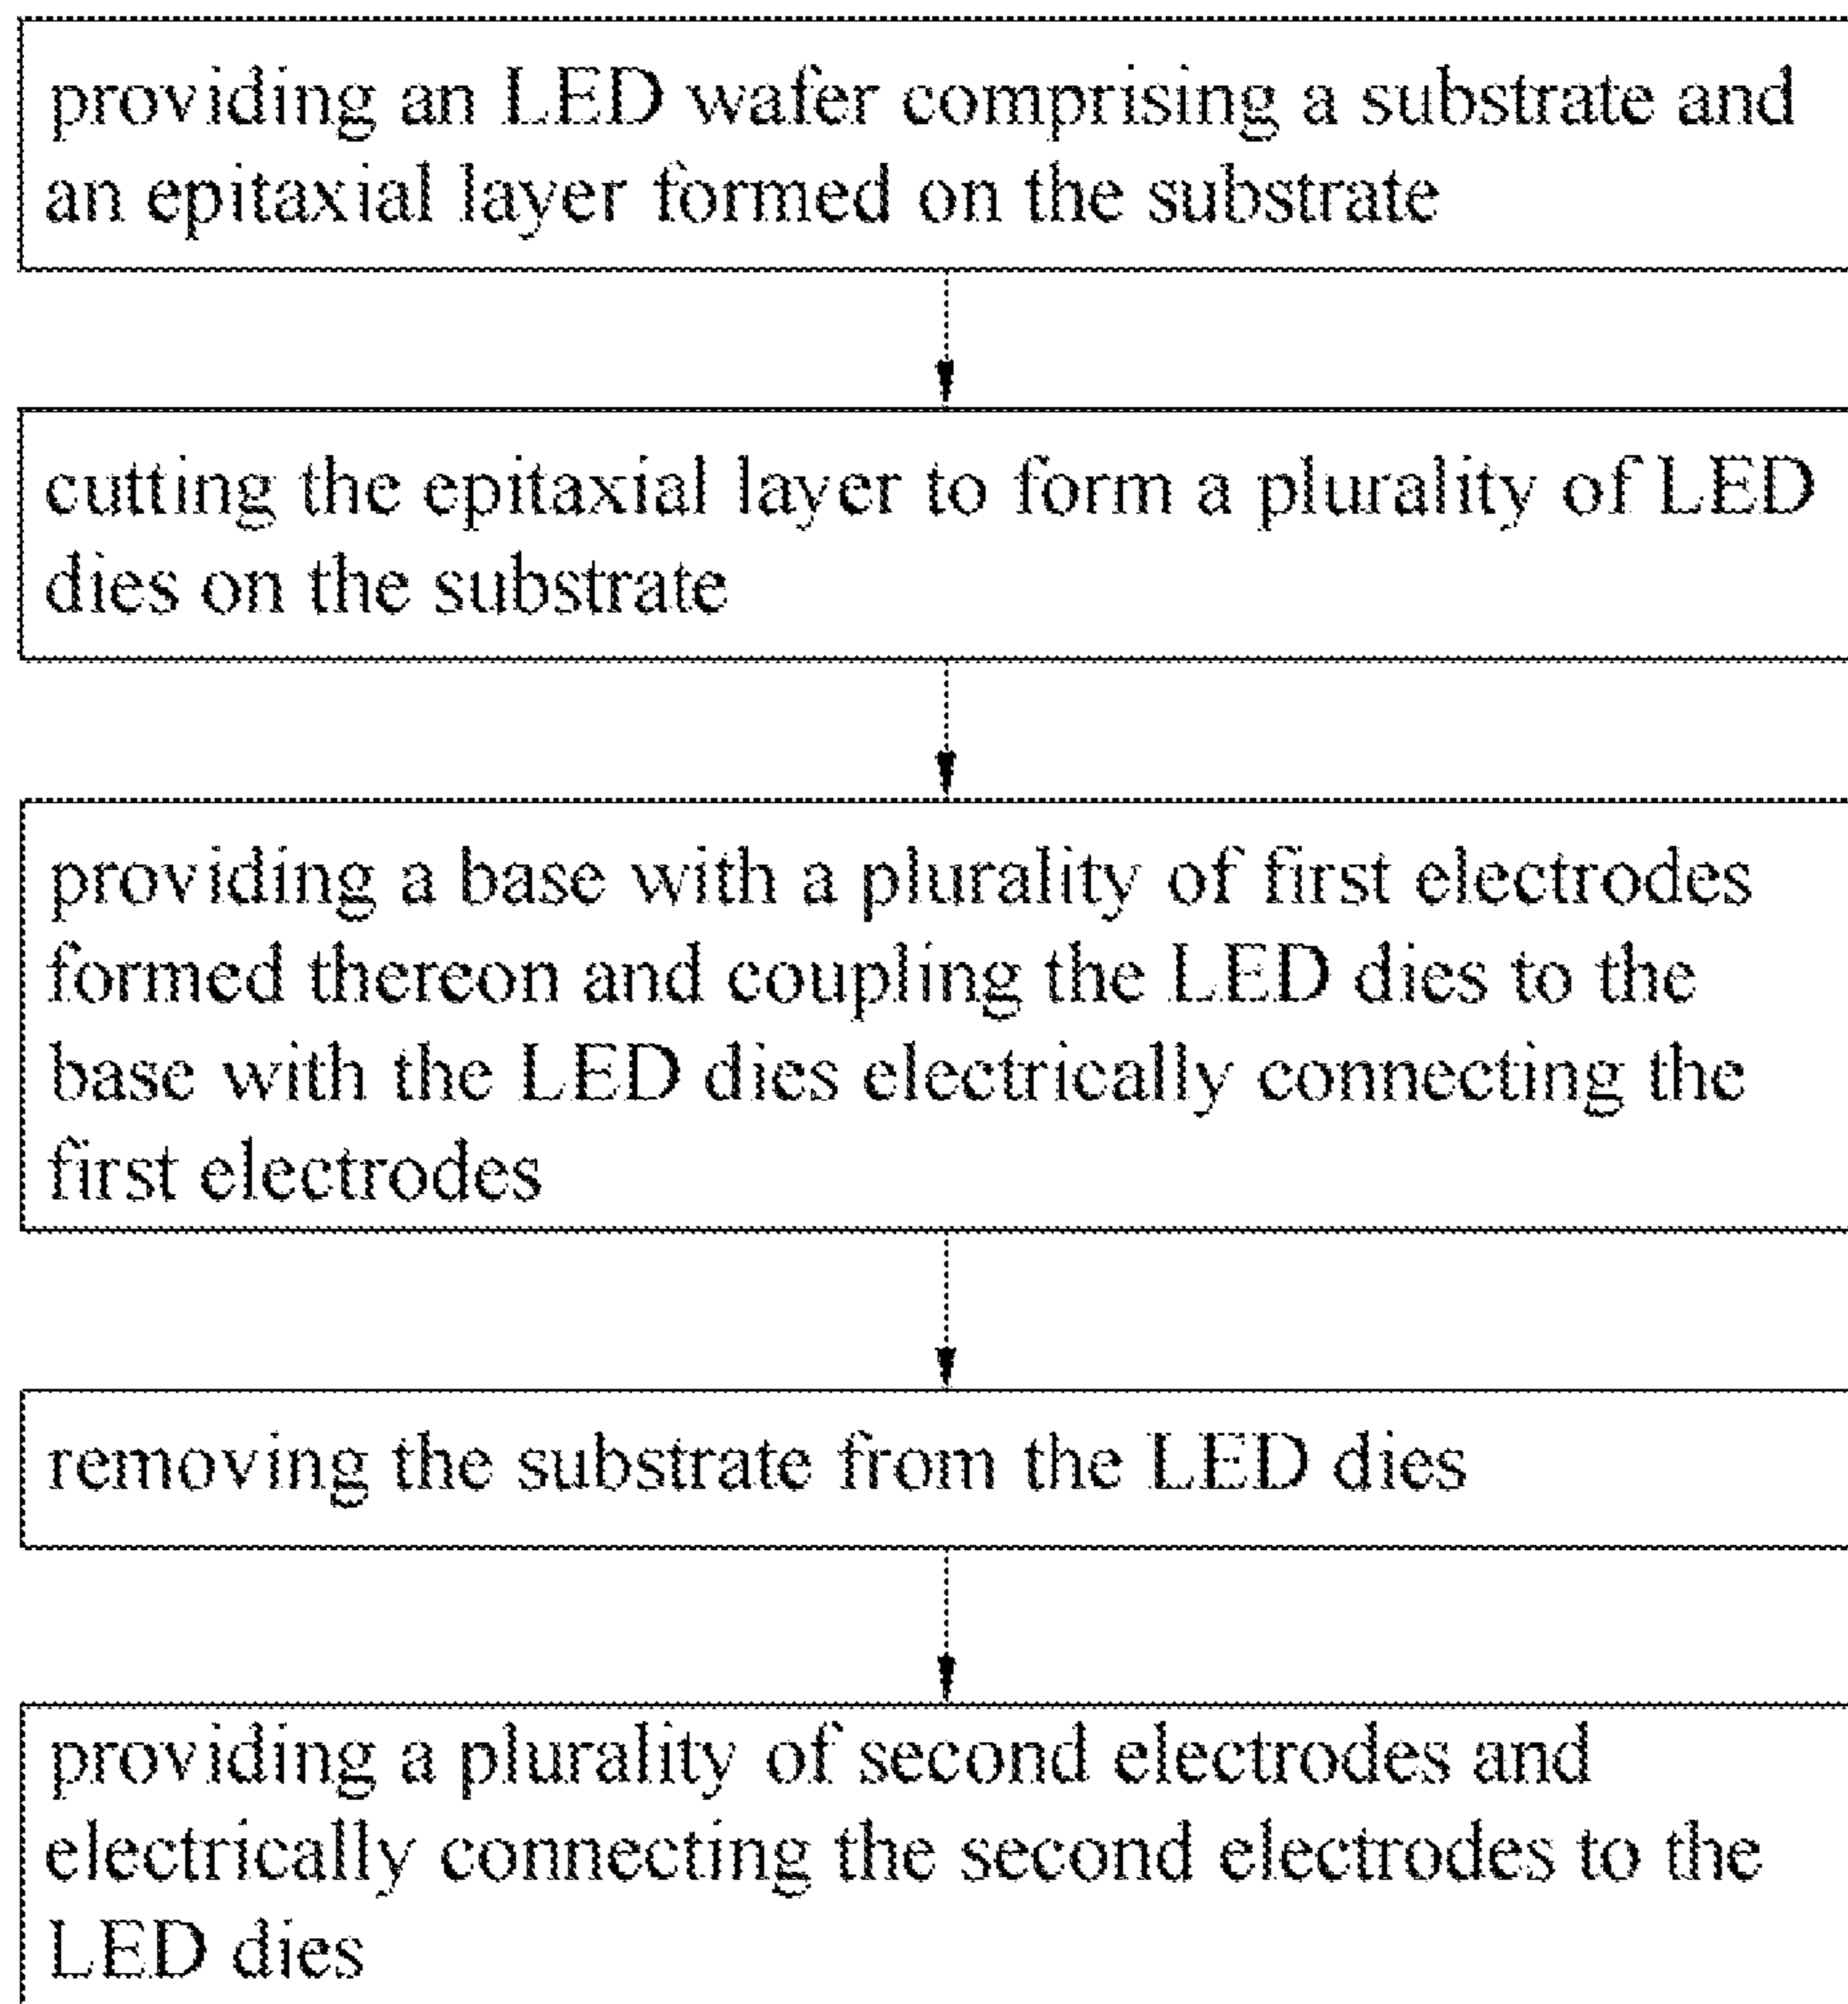 providing an LED wafer comprising a substrate and
an epitaxial layer formed on the substrate
cutting the epitaxial layer to form a plurality of LED
dies on the substrate
providing a base with a plurality of first electrodes
formed thereon and coupling the LED dies to the
base with the LED dies electrically connecting the
first electrodes
removing the substrate from the LED dies
providing a plurality of second electrodes and
electrically connecting the second electrodes to the
LED dies